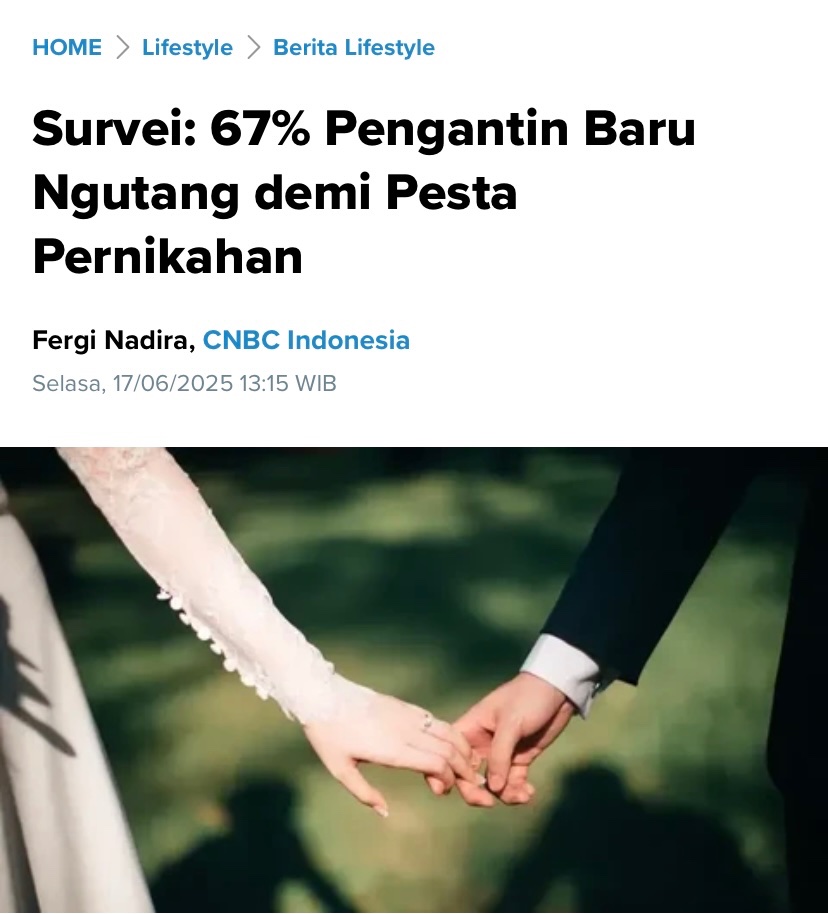 HOME > Lifestyle > Berita Lifestyle
Survei: 67% Pengantin Baru
Ngutang demi Pesta
Pernikahan
Fergi Nadira, CNBC Indonesia
Selasa, 17/06/2025 13:15 WIB